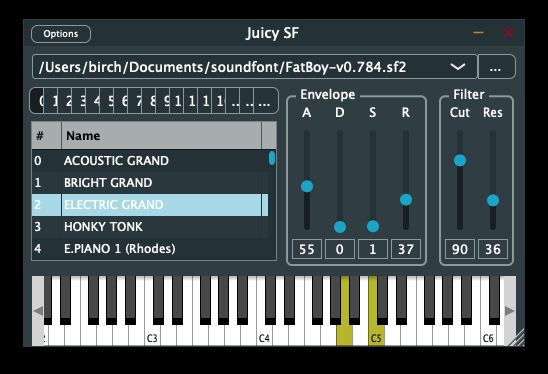 Options
Juicy SF
/Users/birch/Documents/soundfont/FatBoy-v0.784.sf2
...
0 1 2 3 4 5 6 7 8 9 1 1 1 1 .. .. ...
Envelope
A D S R
55 0 1 37
Filter
Cut Res
90 36
# Name
0 ACOUSTIC GRAND
1 BRIGHT GRAND
2 ELECTRIC GRAND
3 HONKY TONK
4 E.PIANO 1 (Rhodes)
C3 C4 C5 C6